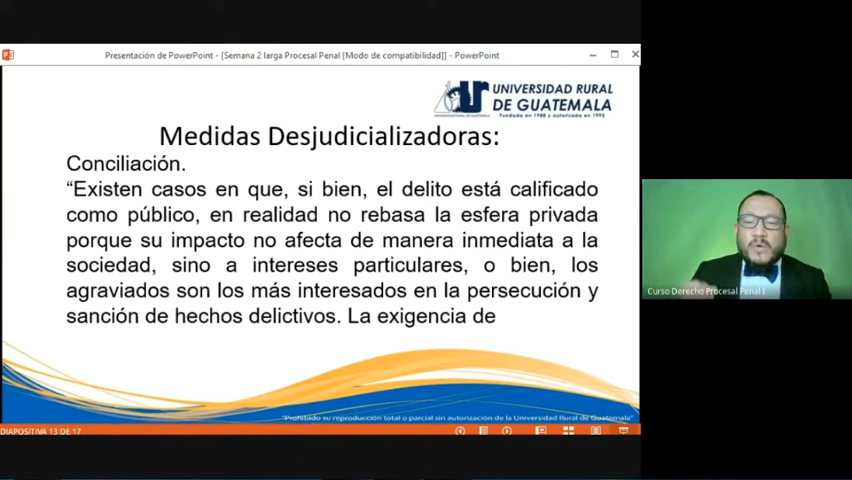 Presentación de PowerPoint - [Semana 2 larga Procesal Penal [Modo de compatibilidad]] - PowerPoint
UNIVERSIDAD RURAL
DE GUATEMALA
Fundada en 1988 y autorizada en 1995
Medidas Desjudicializadoras:
Conciliación.
“Existen casos en que, si bien, el delito está calificado
como público, en realidad no rebasa la esfera privada
porque su impacto no afecta de manera inmediata a la
sociedad, sino a intereses particulares, o bien, los
agraviados son los más interesados en la persecución y
sanción de hechos delictivos. La exigencia de
Curso Derecho Procesal Penal I
"Prohibido su reproducción total o parcial sin autorización de la Universidad Rural de Guatemala"
DIAPOSITIVA 13 DE 17